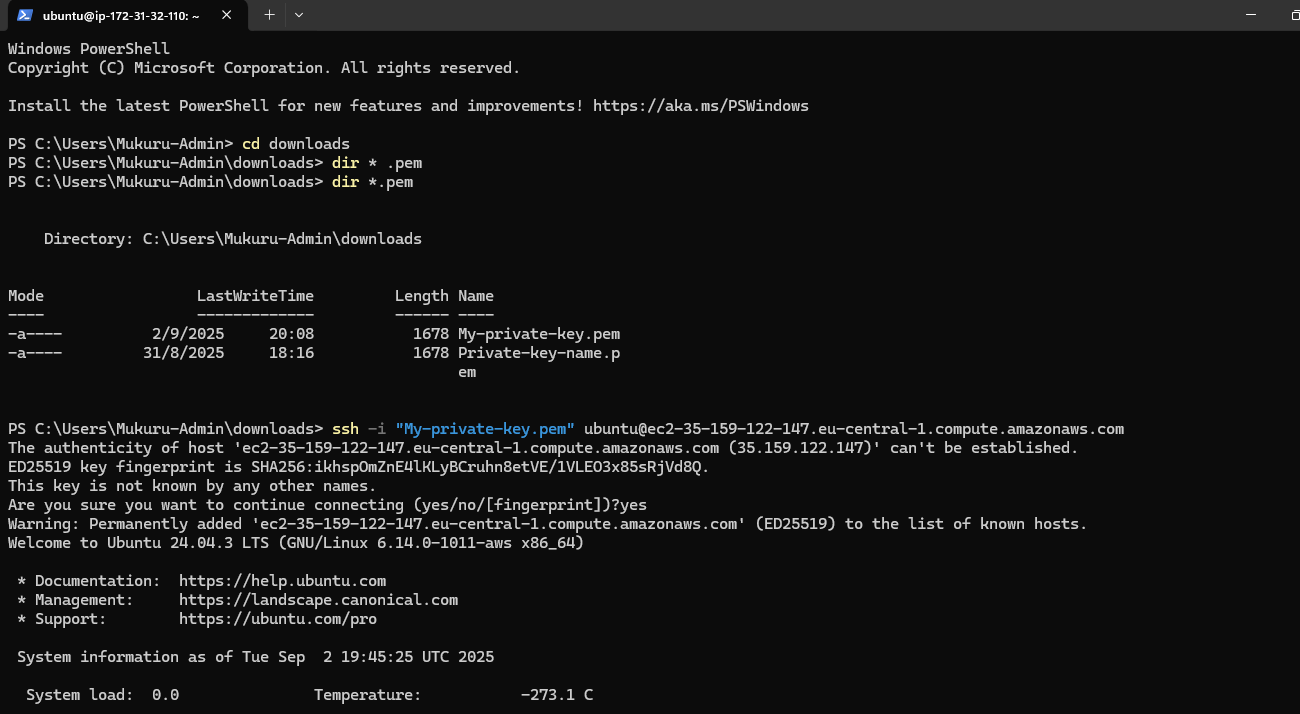 ubuntu@ip-172-31-32-110: ~
Windows PowerShell
Copyright (C) Microsoft Corporation. All rights reserved.
Install the latest PowerShell for new features and improvements! https://aka.ms/PSWindows
PS C:\Users\Mukuru-Admin> cd downloads
PS C:\Users\Mukuru-Admin\downloads> dir * .pem
PS C:\Users\Mukuru-Admin\downloads> dir *.pem
Directory: C:\Users\Mukuru-Admin\downloads
Mode                 LastWriteTime         Length Name
----                 -------------         ------ ----
-a----          2/9/2025     20:08           1678 My-private-key.pem
-a----         31/8/2025     18:16           1678 Private-key-name.p
em
PS C:\Users\Mukuru-Admin\downloads> ssh -i "My-private-key.pem" ubuntu@ec2-35-159-122-147.eu-central-1.compute.amazonaws.com
The authenticity of host 'ec2-35-159-122-147.eu-central-1.compute.amazonaws.com (35.159.122.147)' can't be established.
ED25519 key fingerprint is SHA256:ikhspOmZnE4lKLyBCruhn8etVE/1VLEO3x85sRjVd8Q.
This key is not known by any other names.
Are you sure you want to continue connecting (yes/no/[fingerprint])?yes
Warning: Permanently added 'ec2-35-159-122-147.eu-central-1.compute.amazonaws.com' (ED25519) to the list of known hosts.
Welcome to Ubuntu 24.04.3 LTS (GNU/Linux 6.14.0-1011-aws x86_64)
* Documentation:  https://help.ubuntu.com
* Management:     https://landscape.canonical.com
* Support:        https://ubuntu.com/pro
System information as of Tue Sep  2 19:45:25 UTC 2025
System load:  0.0               Temperature:           -273.1 C